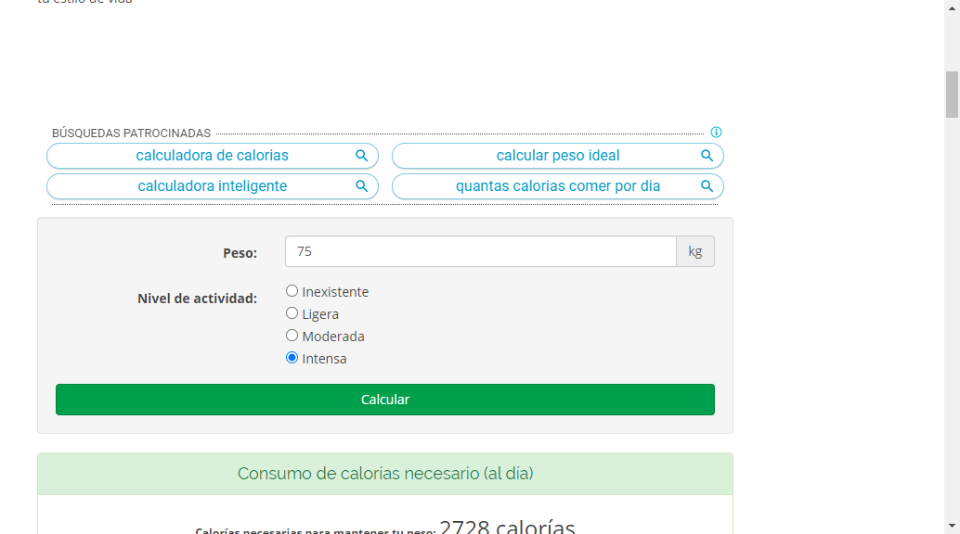 tu estilo de vida
BÚSQUEDAS PATROCINADAS
calculadora de calorias
calcular peso ideal
calculadora inteligente
quantas calorias comer por dia
Peso: 75 kg
Nivel de actividad:
Inexistente
Ligera
Moderada
Intensa
Calcular
Consumo de calorías necesario (al día)
Calorías necesarias para mantener tu peso: 2728 calorías